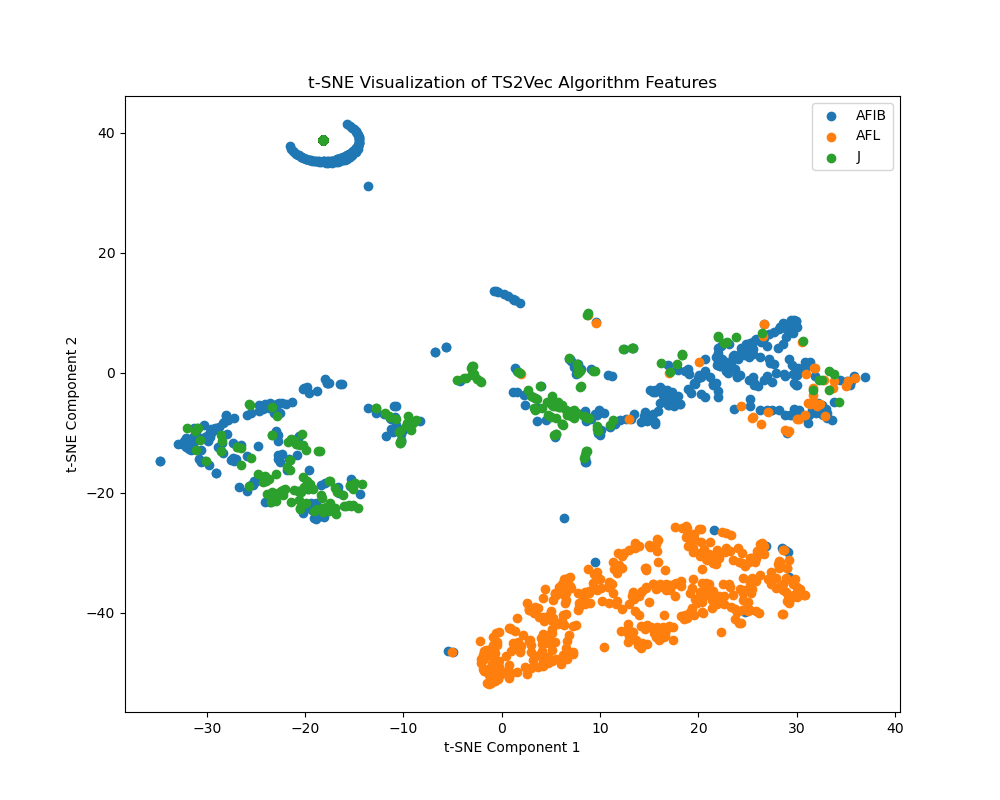 t-SNE Visualization of TS2Vec Algorithm Features
AFIB
AFL
J
t-SNE Component 2
40
20
0
−20
−40
−30
−20
−10
0
10
20
30
40
t-SNE Component 1